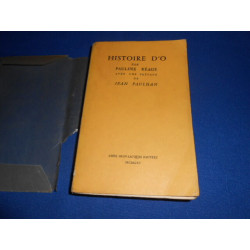 HISTOIRE D'O
PAR
PAULINE RÉAGE
AVEC UNE PRÉFACE
DE
JEAN PAULHAN